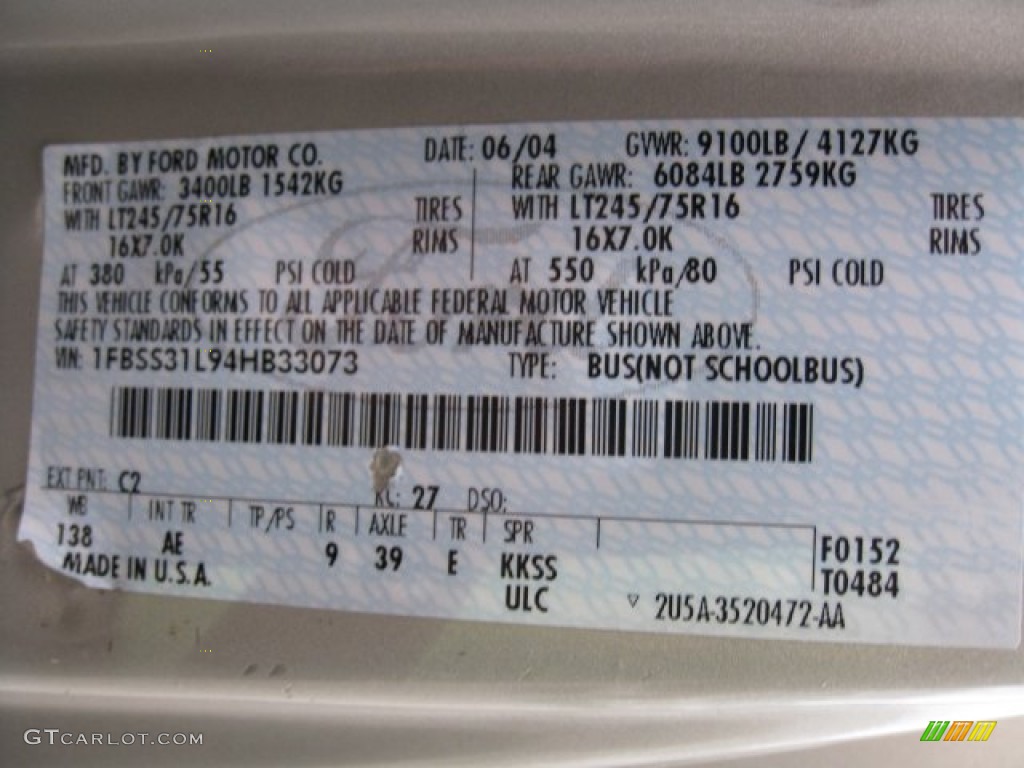 MFD. BY FORD MOTOR CO. DATE: 06/04 GVWR: 9100LB/ 4127KG
FRONT GAWR: 3400LB 1542KG REAR GAWR: 6084LB 2759KG
WITH LT245/75R16 TIRES WITH LT245/75R16 TIRES
16X7.0K RIMS 16X7.0K RIMS
AT 380 kPa/55 PSI COLD AT 550 kPa/80 PSI COLD
THIS VEHICLE CONFORMS TO ALL APPLICABLE FEDERAL MOTOR VEHICLE
SAFETY STANDARDS IN EFFECT ON THE DATE OF MANUFACTURE SHOWN ABOVE.
VIN: 1FBSS31L94HB33073 TYPE: BUS(NOT SCHOOLBUS)
EXT PNT: C2 RC: 27 DSO:
WB INT TR TP/PS R AXLE TR SPR
138 AE 9 39 E KKSS F0152
MADE IN U.S.A. ULC T0484
2U5A-3520472-AA
GTCARLOT.COM